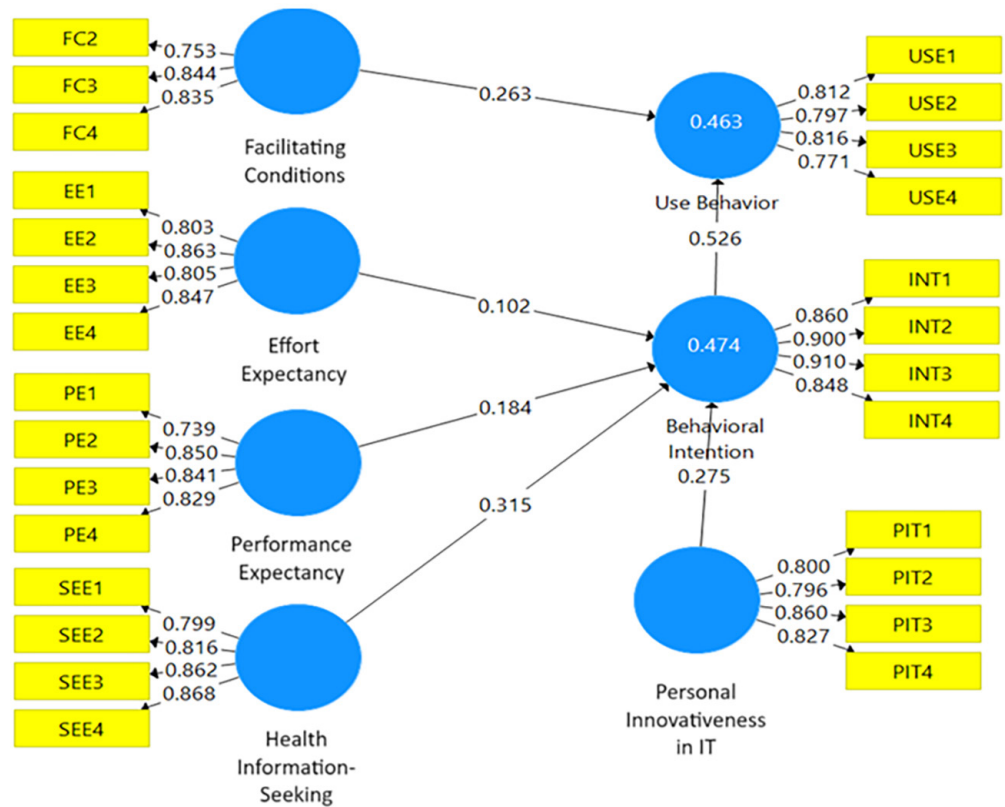 FC2
FC3
FC4
0.753
0.844
0.835
Facilitating
Conditions
0.263
0.463
Use Behavior
0.812
0.797
0.816
0.771
USE1
USE2
USE3
USE4
EE1
EE2
EE3
EE4
0.803
0.863
0.805
0.847
Effort
Expectancy
0.102
0.526
0.474
Behavioral
Intention
0.860
0.900
0.910
0.848
INT1
INT2
INT3
INT4
PE1
PE2
PE3
PE4
0.739
0.850
0.841
0.829
Performance
Expectancy
0.184
0.275
SEE1
SEE2
SEE3
SEE4
0.799
0.816
0.862
0.868
Health
Information-
Seeking
0.315
Personal
Innovativeness
in IT
0.800
0.796
0.860
0.827
PIT1
PIT2
PIT3
PIT4